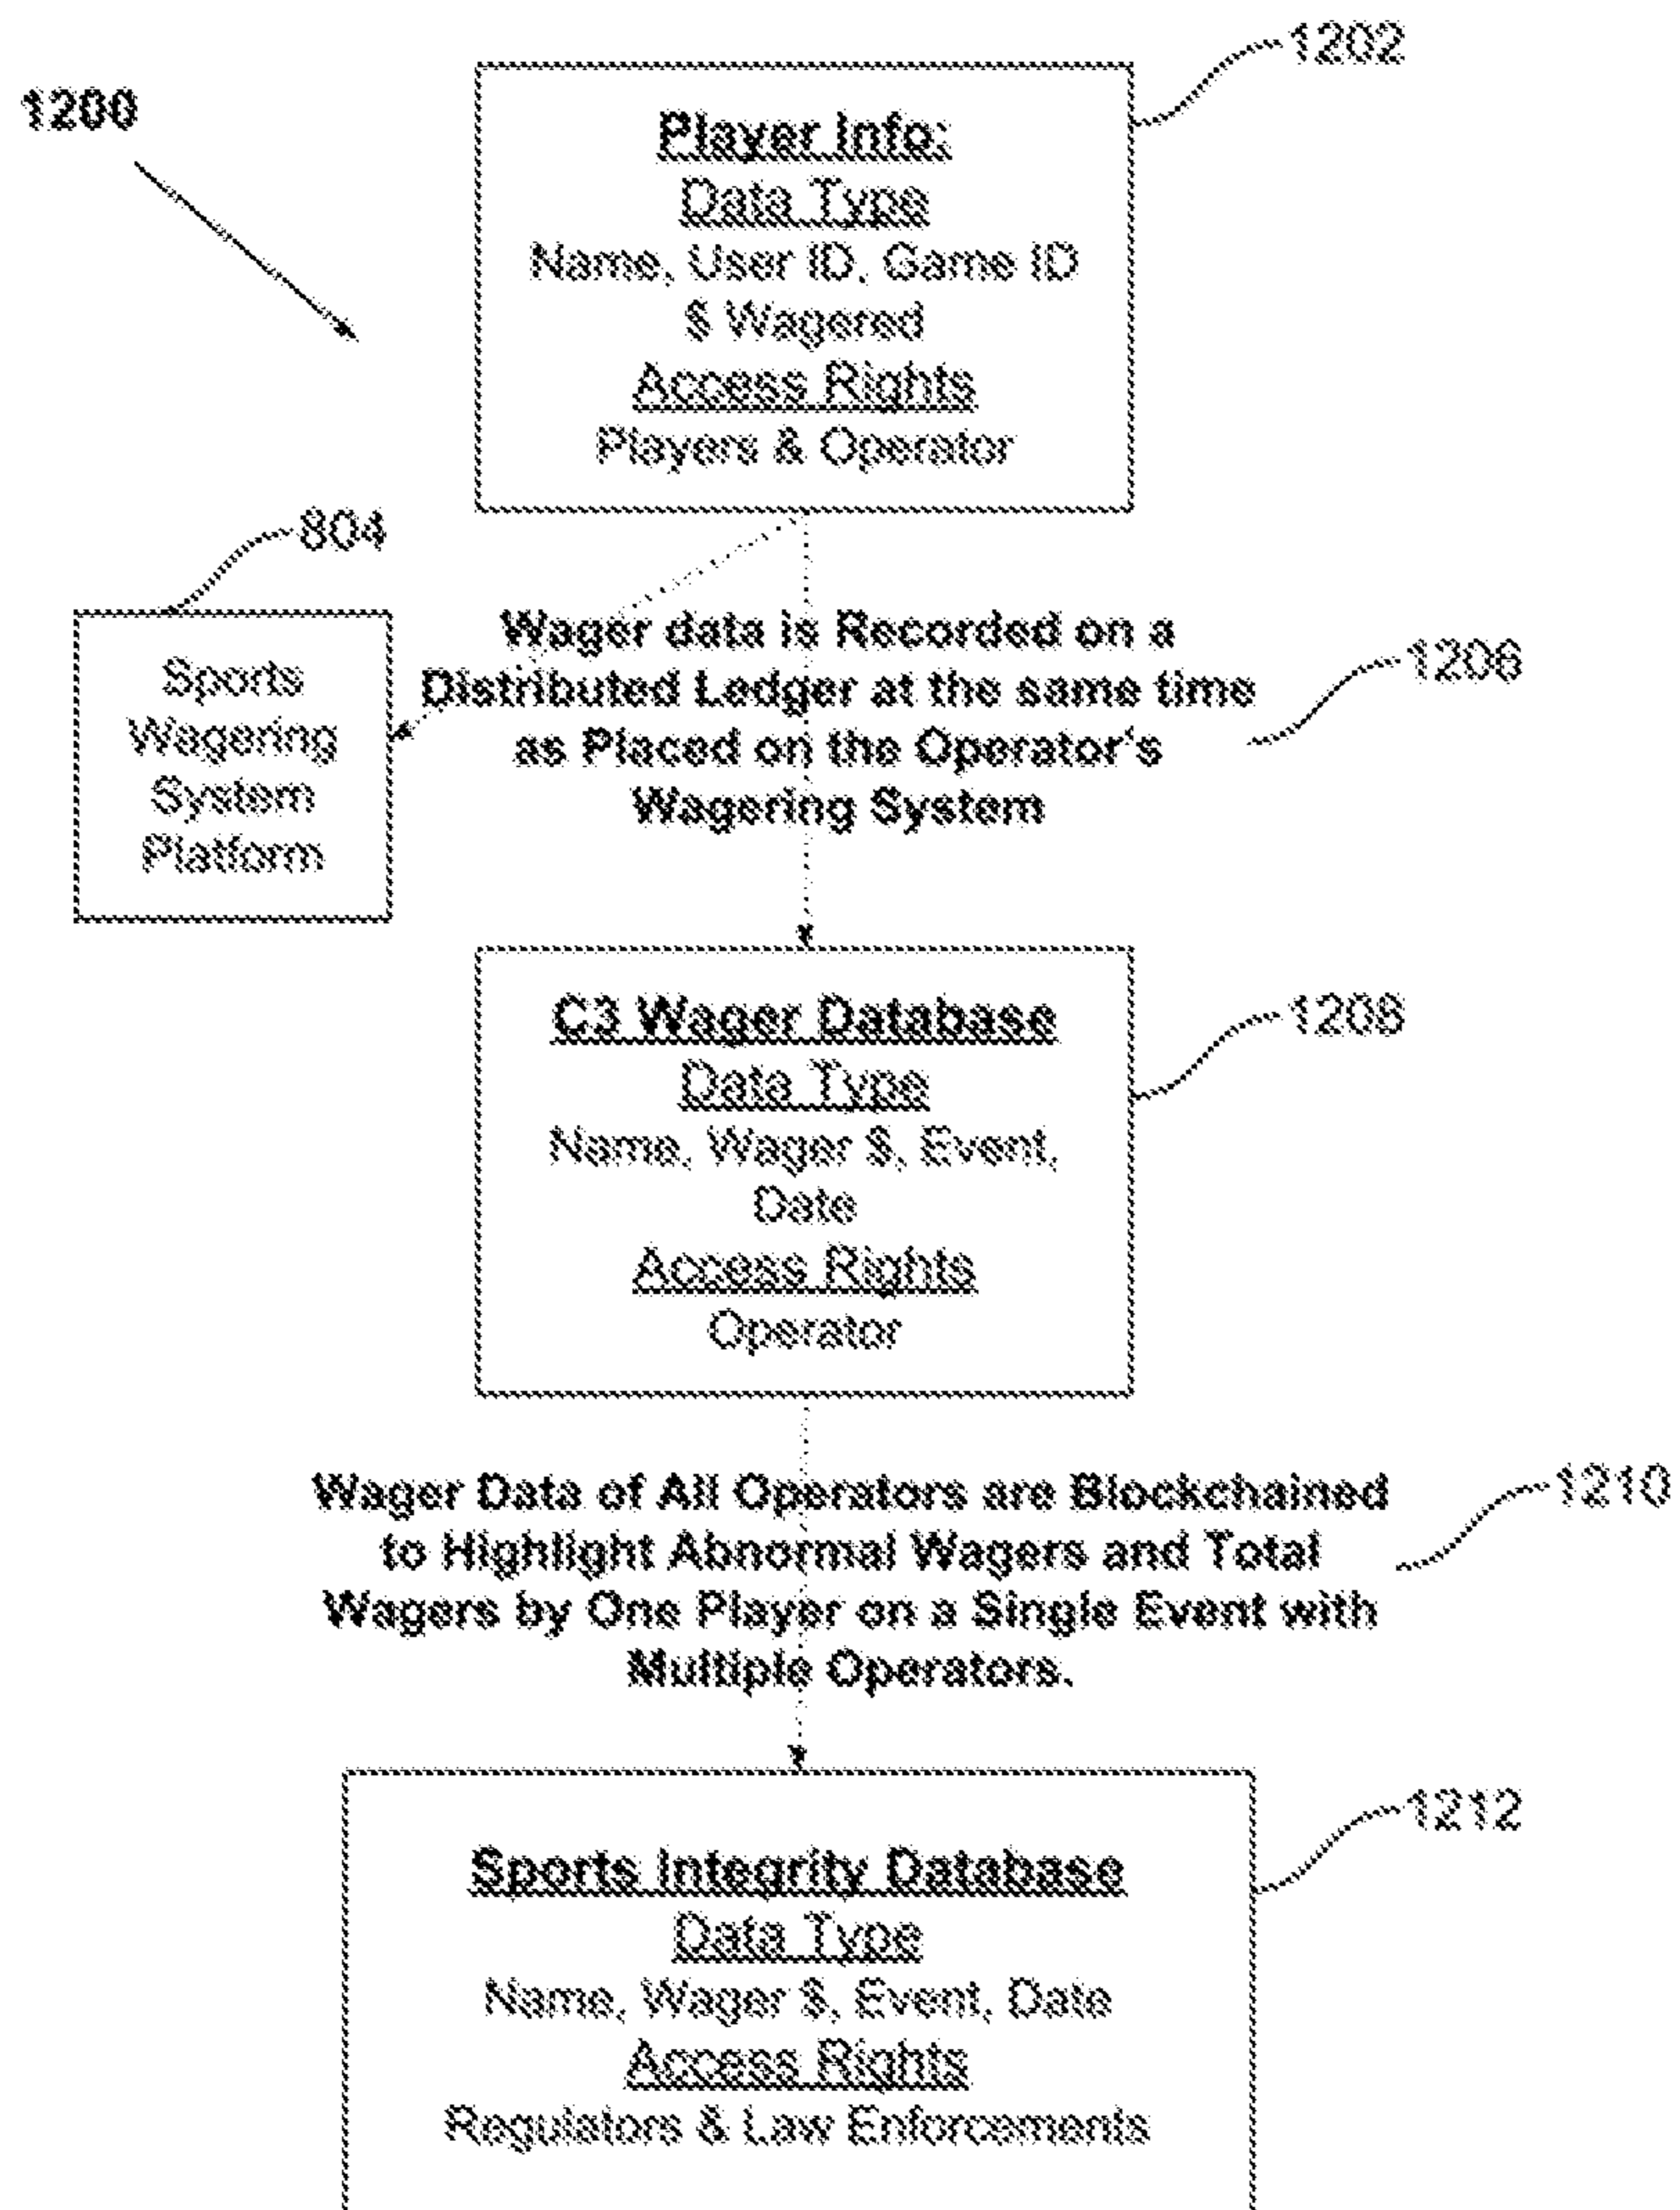 1202
1200
Player Info:
Data Type
Name, User ID, Game ID
$ Wagered
Access Rights
Players & Operator
804
Sports
Wagering
System
Platform
Wager data is Recorded on a
Distributed Ledger at the same time
as Placed on the Operator's
Wagering System
1206
C3 Wager Database
Data Type
Name, Wager $, Event,
Date
Access Rights
Operator
1208
Wager Data of All Operators are Blockchained
to Highlight Abnormal Wagers and Total
Wagers by One Player on a Single Event with
Multiple Operators.
1210
Sports Integrity Database
Data Type
Name, Wager $, Event, Date
Access Rights
Regulators & Law Enforcements
1212